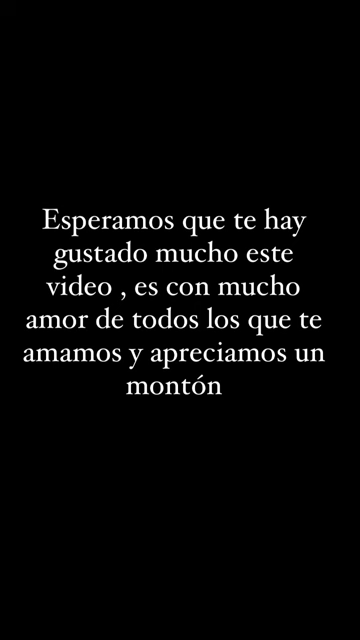 Esperamos que te hay
gustado mucho este
video , es con mucho
amor de todos los que te
amamos y apreciamos un
montón